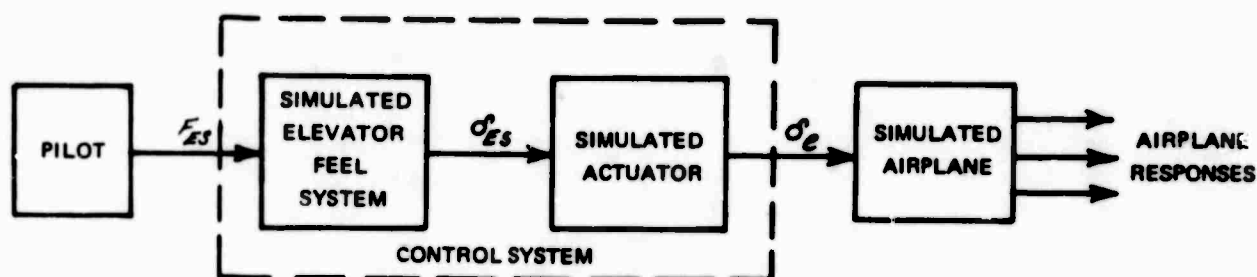 PILOT
F_ES
SIMULATED
ELEVATOR
FEEL
SYSTEM
δ_ES
SIMULATED
ACTUATOR
CONTROL SYSTEM
δ_e
SIMULATED
AIRPLANE
AIRPLANE
RESPONSES